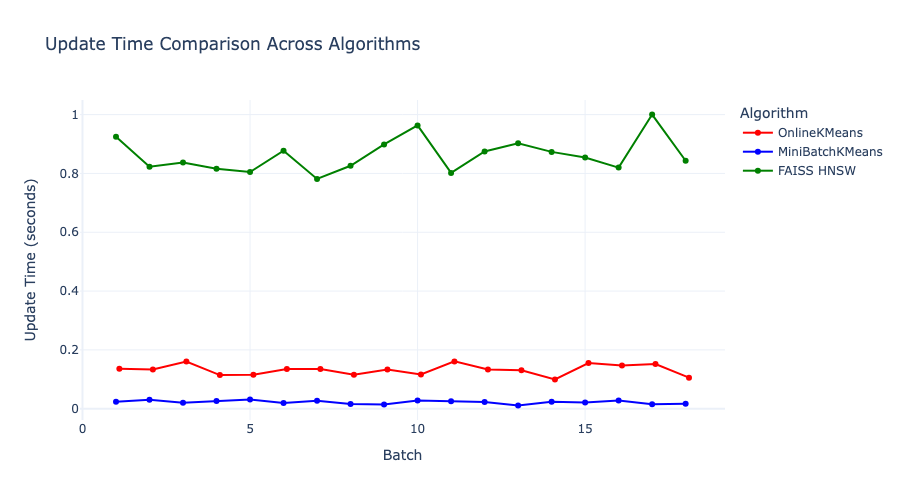 Update Time Comparison Across Algorithms
Update Time (seconds)
1
0.8
0.6
0.4
0.2
0
0
5
10
15
Batch
Algorithm
OnlineKMeans
MiniBatchKMeans
FAISS HNSW